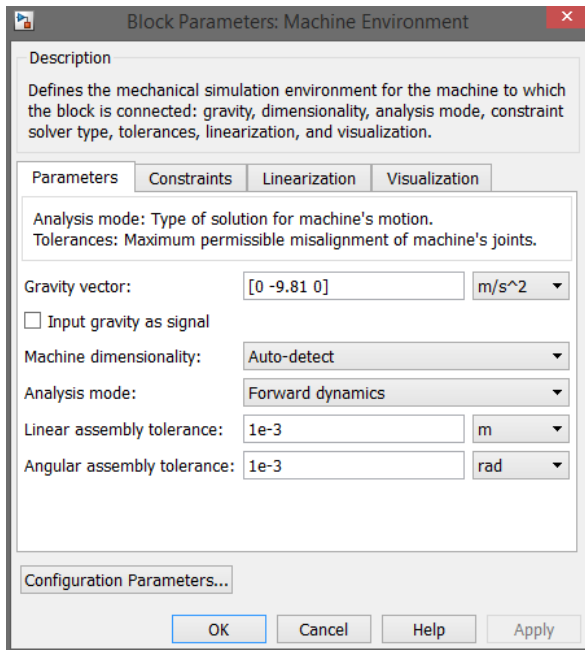 Block Parameters: Machine Environment
Description
Defines the mechanical simulation environment for the machine to which
the block is connected: gravity, dimensionality, analysis mode, constraint
solver type, tolerances, linearization, and visualization.
Parameters Constraints Linearization Visualization
Analysis mode: Type of solution for machine's motion.
Tolerances: Maximum permissible misalignment of machine's joints.
Gravity vector: [0 -9.81 0] m/s^2
Input gravity as signal
Machine dimensionality: Auto-detect
Analysis mode: Forward dynamics
Linear assembly tolerance: 1e-3 m
Angular assembly tolerance: 1e-3 rad
Configuration Parameters...
OK Cancel Help Apply